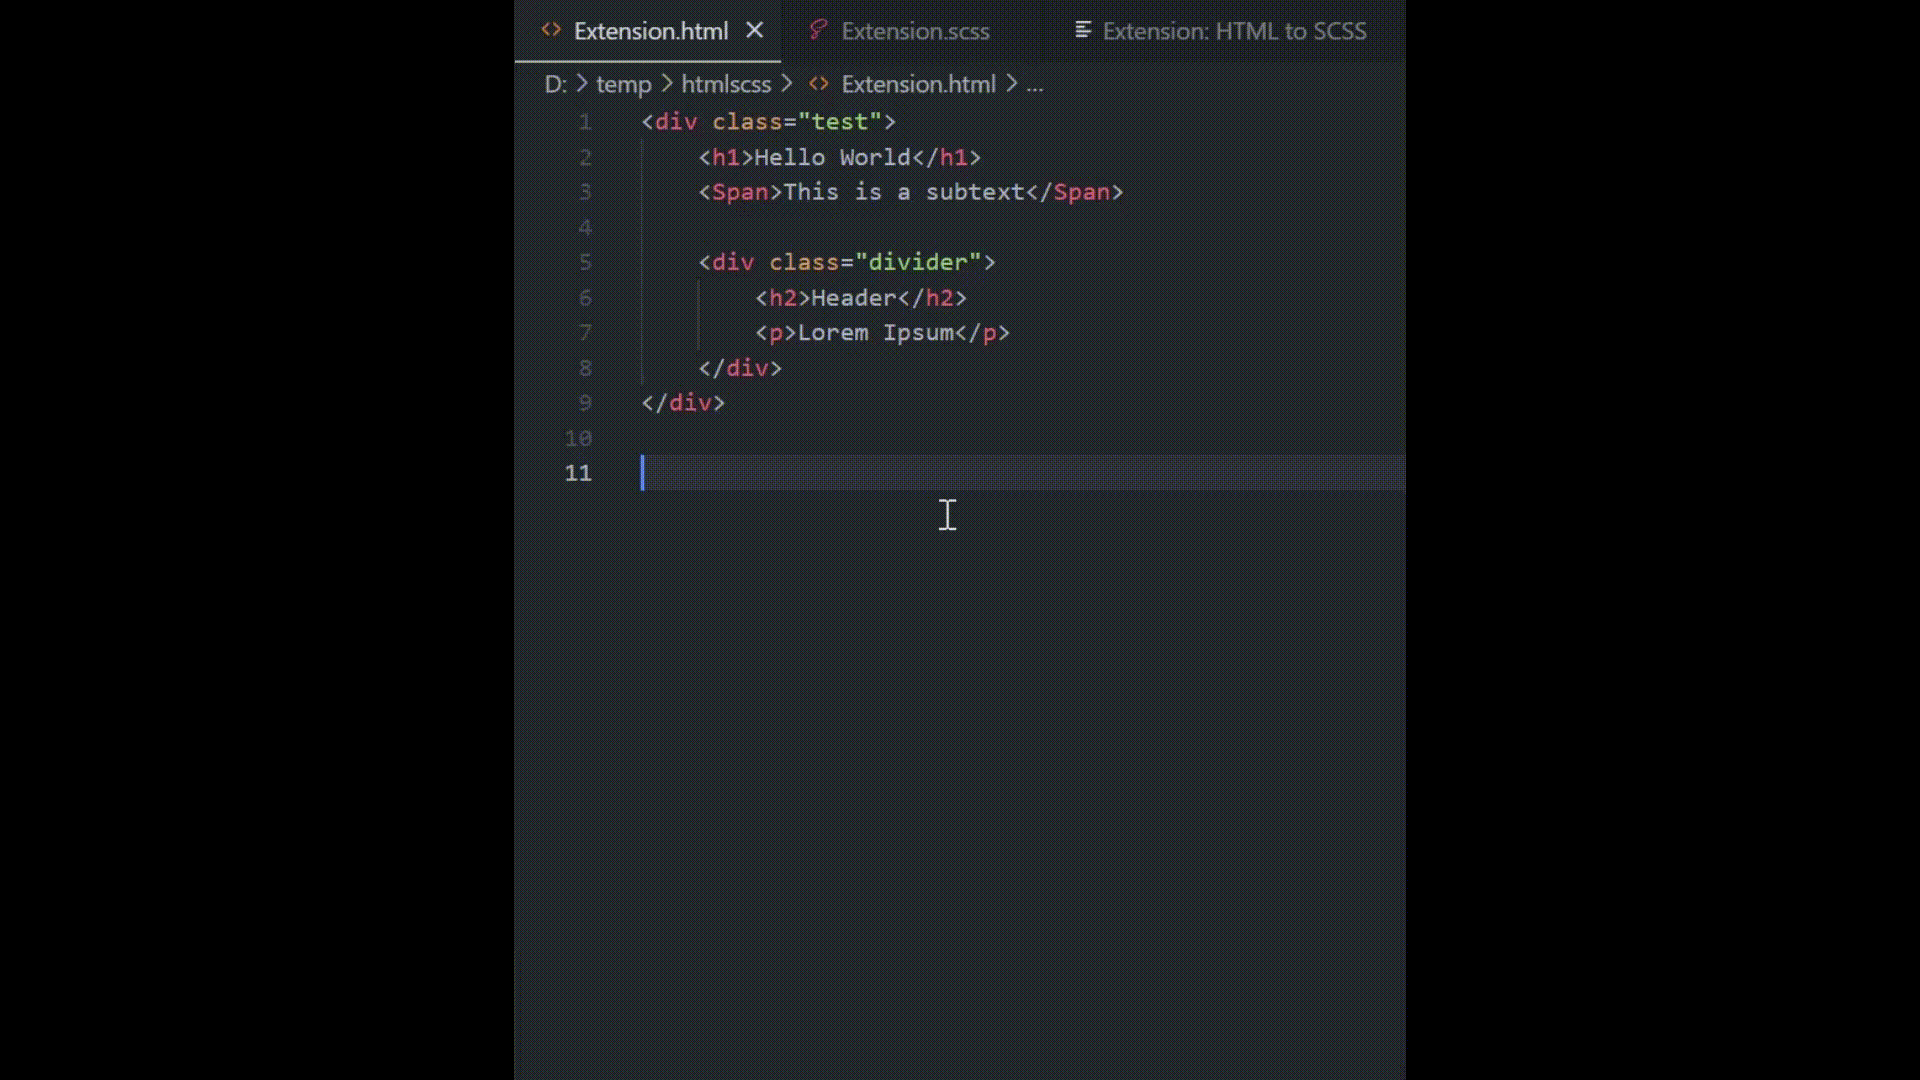 Extension.html Extension.scss Extension: HTML to SCSS
D: > temp > htmlscss > <> Extension.html > ...
1 <div class="test">
2 <h1>Hello World</h1>
3 <Span>This is a subtext</Span>
4
5 <div class="divider">
6 <h2>Header</h2>
7 <p>Lorem Ipsum</p>
8 </div>
9 </div>
10
11